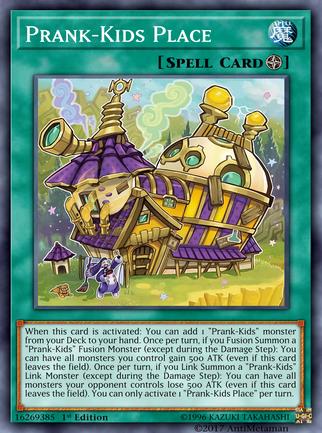 Prank-Kids Place
[Spell Card]
When this card is activated: You can add 1 "Prank-Kids" monster
from your Deck to your hand. Once per turn, if you Fusion Summon a
"Prank-Kids" Fusion Monster (except during the Damage Step): You
can have all monsters you control gain 500 ATK (even if this card
leaves the field). Once per turn, if you Link Summon a "Prank-Kids"
Link Monster (except during the Damage Step): You can have all
monsters your opponent controls lose 500 ATK (even if this card
leaves the field). You can only activate 1 "Prank-Kids Place" per turn.
16269385 1st Edition ©1996 KAZUKI TAKAHASHI
©2017 AntiMetaman